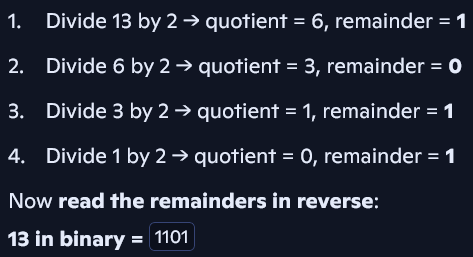 1. Divide 13 by 2 → quotient = 6, remainder = 1
2. Divide 6 by 2 → quotient = 3, remainder = 0
3. Divide 3 by 2 → quotient = 1, remainder = 1
4. Divide 1 by 2 → quotient = 0, remainder = 1
Now read the remainders in reverse:
13 in binary = 1101